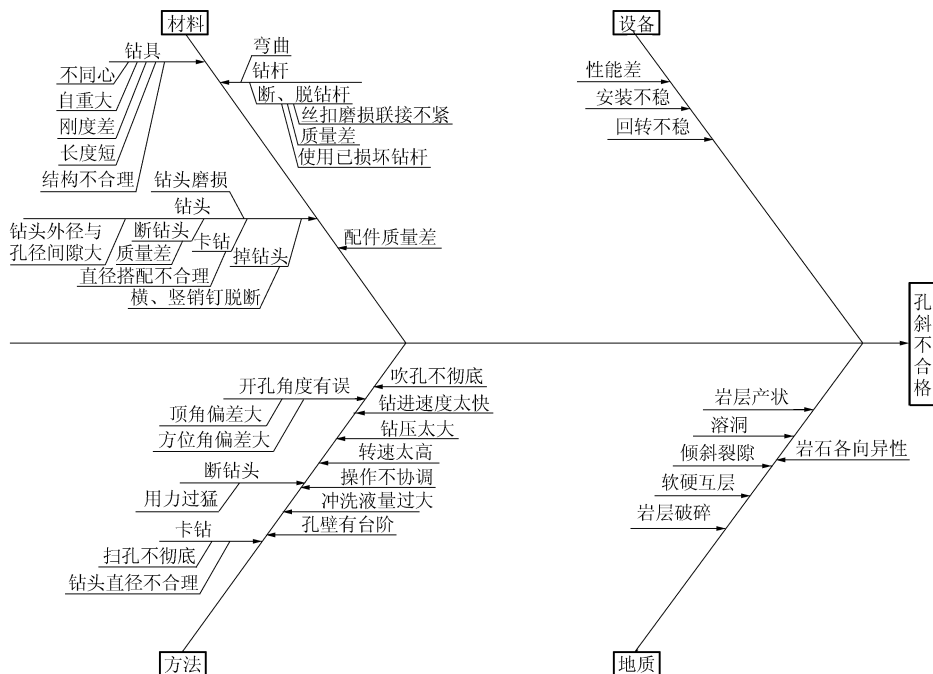 材料
钻具
不同心
自重大
刚度差
长度短
结构不合理
弯曲
钻杆
断、脱钻杆
丝扣磨损联接不紧
质量差
使用已损坏钻杆
钻头磨损
钻头
钻头外径与
孔径间隙大
断钻头
质量差
卡钻
直径搭配不合理
掉钻头
横、竖销钉脱断
配件质量差
设备
性能差
安装不稳
回转不稳
孔斜不合格
开孔角度有误
顶角偏差大
方位角偏差大
断钻头
用力过猛
卡钻
扫孔不彻底
钻头直径不合理
吹孔不彻底
钻进速度太快
钻压太大
转速太高
操作不协调
冲洗液量过大
孔壁有台阶
方法
岩层产状
溶洞
倾斜裂隙
岩石各向异性
软硬互层
岩层破碎
地质